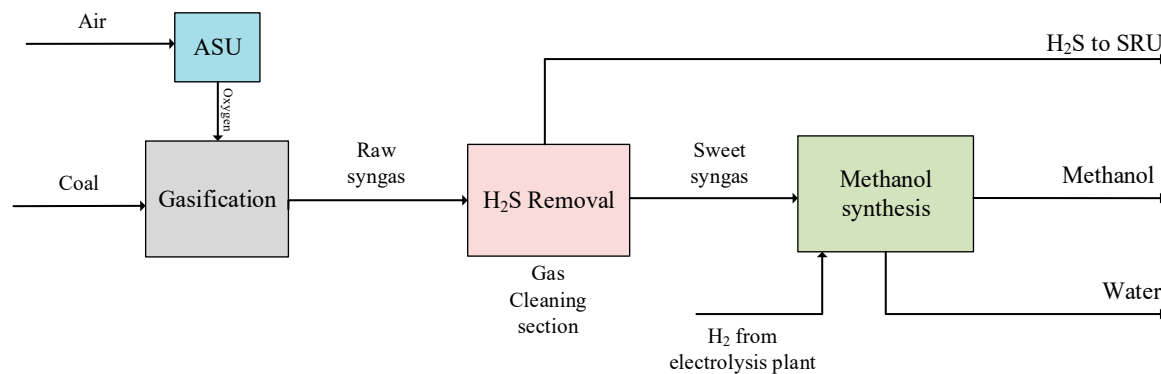 Air
ASU
H₂S to SRU
Oxygen
Coal
Gasification
Raw
syngas
H₂S Removal
Sweet
syngas
Methanol
synthesis
Methanol
Gas
Cleaning
section
Water
H₂ from
electrolysis plant